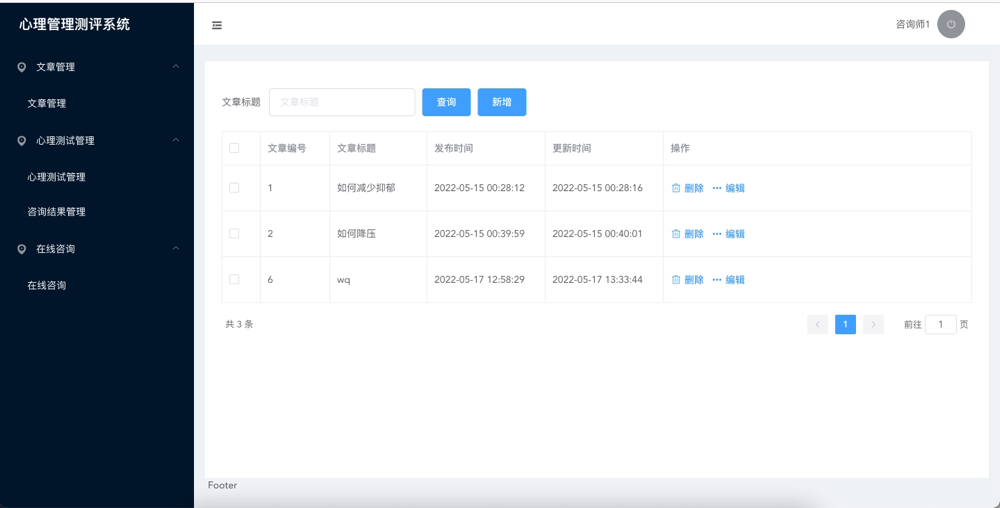 心理管理测评系统
咨询师1
文章管理
文章管理
心理测试管理
心理测试管理
咨询结果管理
在线咨询
在线咨询
文章标题 文章标题 查询 新增
文章编号 文章标题 发布时间 更新时间 操作
1 如何减少抑郁 2022-05-15 00:28:12 2022-05-15 00:28:16 删除 ··· 编辑
2 如何降压 2022-05-15 00:39:59 2022-05-15 00:40:01 删除 ··· 编辑
6 wq 2022-05-17 12:58:29 2022-05-17 13:33:44 删除 ··· 编辑
共 3 条 < 1 > 前往 1 页
Footer